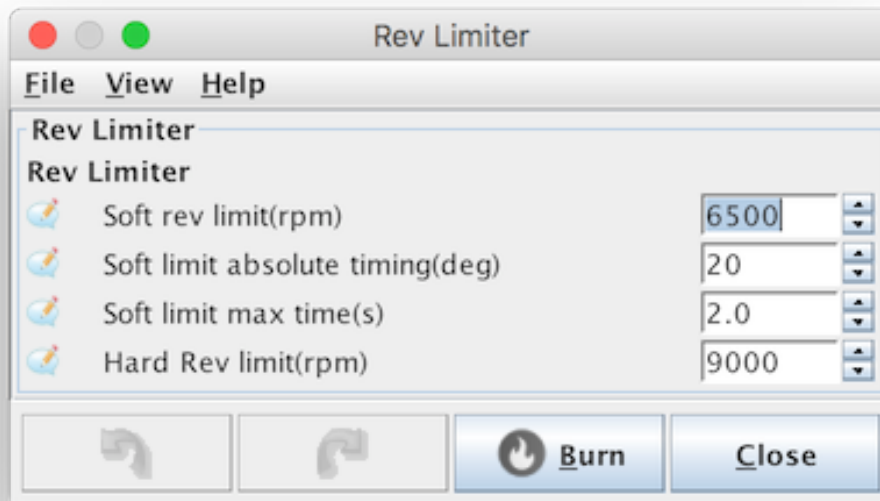 Rev Limiter
File View Help
Rev Limiter
Rev Limiter
Soft rev limit(rpm) 6500
Soft limit absolute timing(deg) 20
Soft limit max time(s) 2.0
Hard Rev limit(rpm) 9000
Burn Close